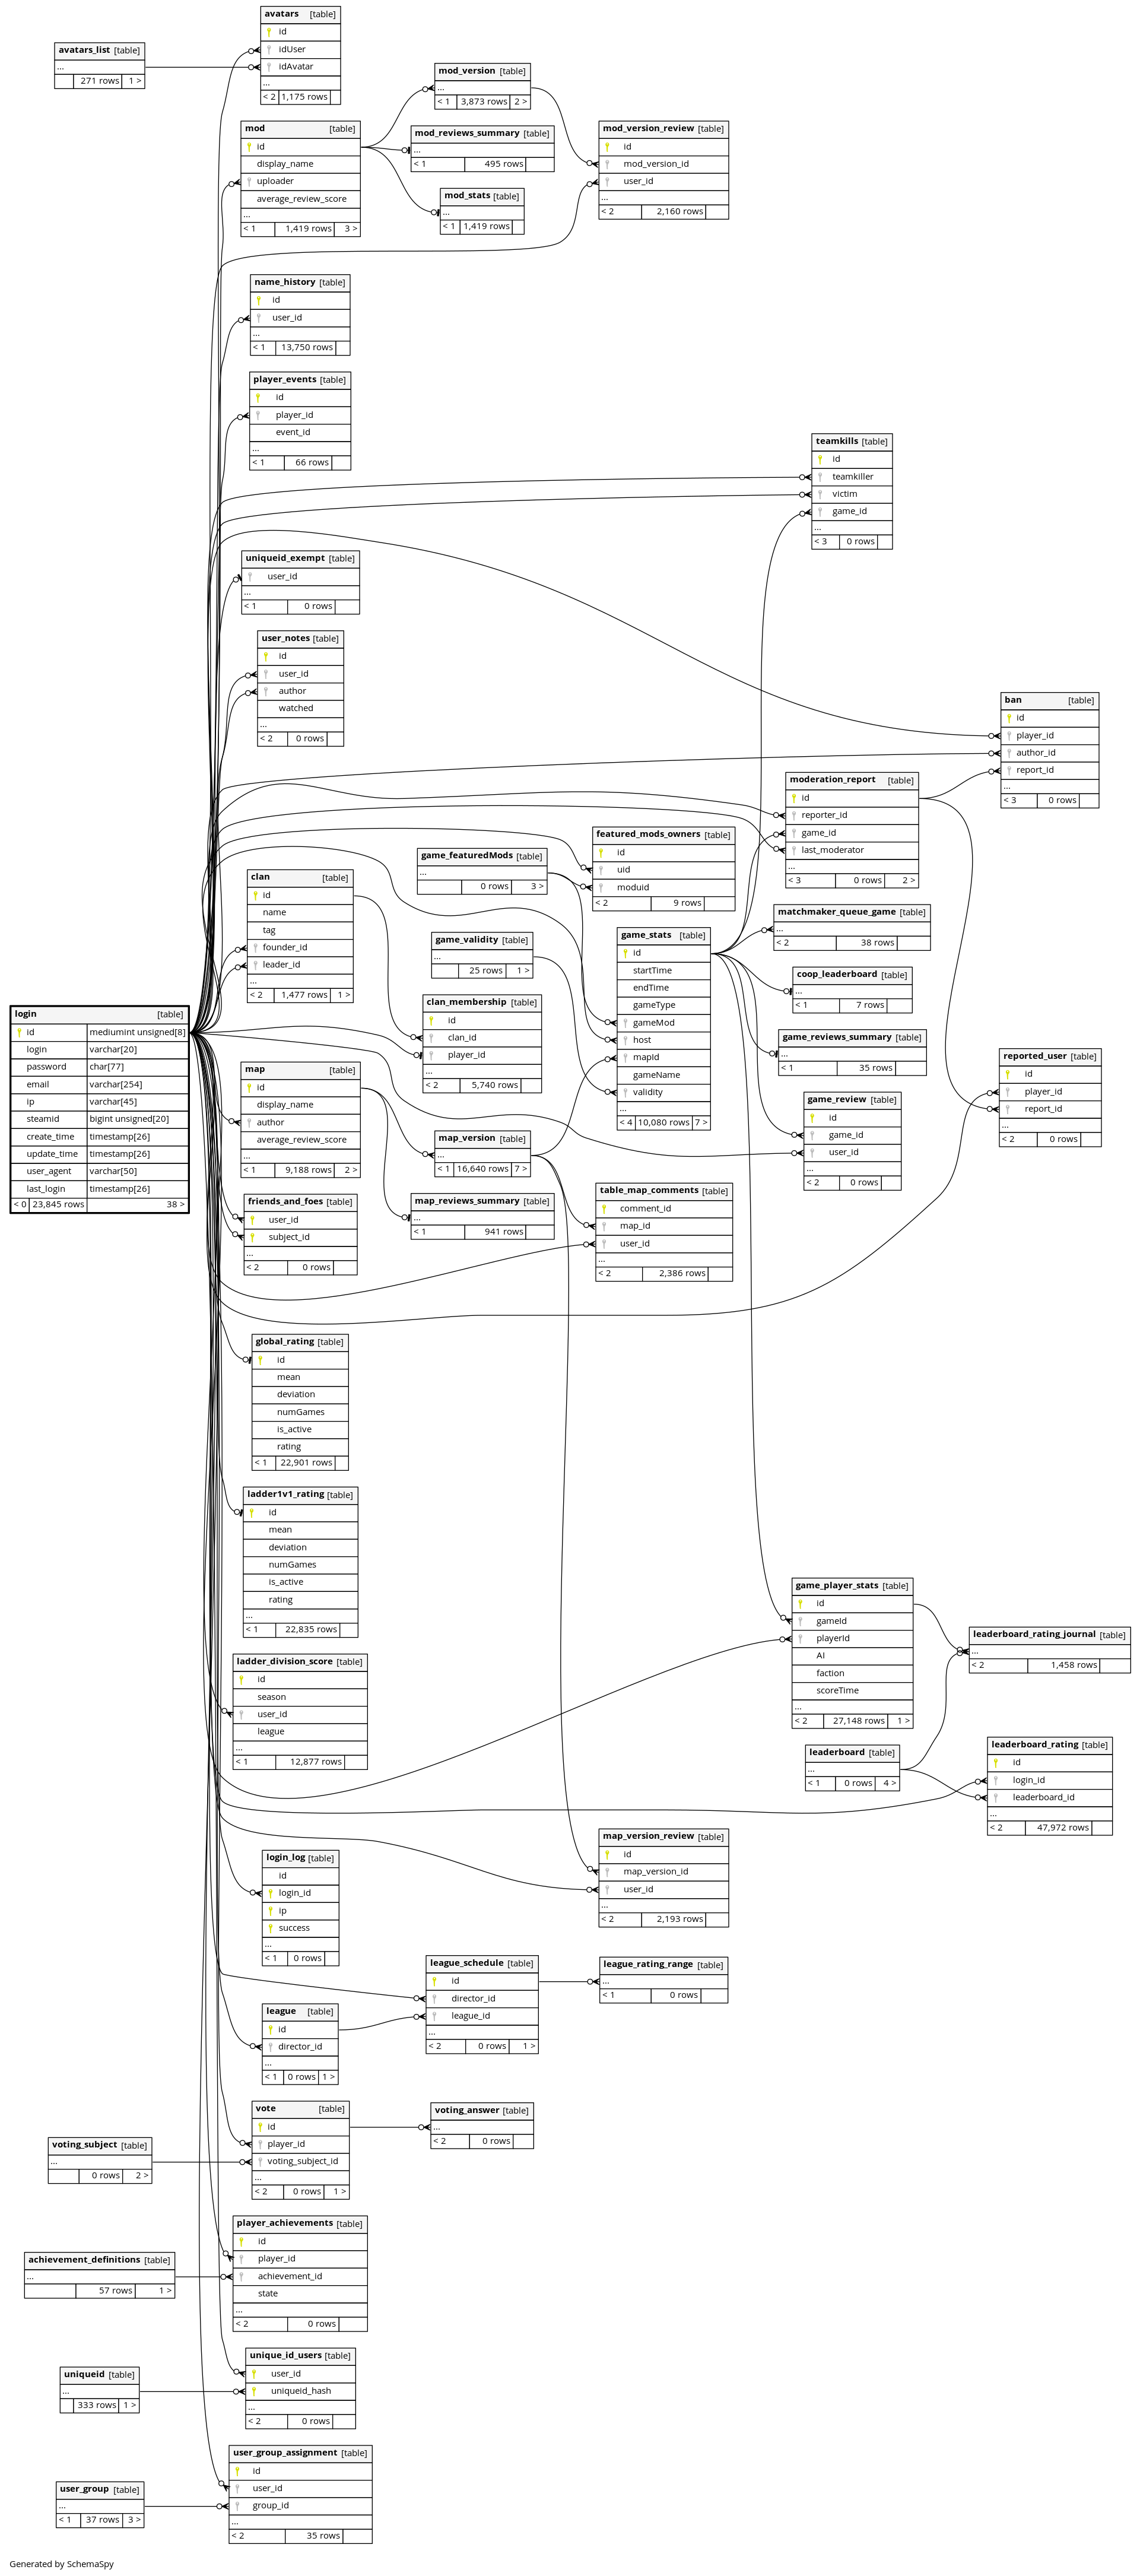 avatars [table]
id
idUser
idAvatar
...
< 2 1,175 rows
avatars_list [table]
...
271 rows 1 >
mod_version [table]
...
< 1 3,873 rows 2 >
mod [table]
id
display_name
uploader
average_review_score
...
< 1 1,419 rows 3 >
mod_reviews_summary [table]
...
< 1 495 rows
mod_version_review [table]
id
mod_version_id
user_id
...
< 2 2,160 rows
mod_stats [table]
...
< 1 1,419 rows
name_history [table]
id
user_id
...
< 1 13,750 rows
player_events [table]
id
player_id
event_id
...
< 1 66 rows
teamkills [table]
id
teamkiller
victim
game_id
...
< 3 0 rows
uniqueid_exempt [table]
user_id
...
< 1 0 rows
user_notes [table]
id
user_id
author
watched
...
< 2 0 rows
ban [table]
id
player_id
author_id
report_id
...
< 3 0 rows
moderation_report [table]
id
reporter_id
game_id
last_moderator
...
< 3 0 rows 2 >
featured_mods_owners [table]
id
uid
moduid
< 2 9 rows
game_featuredMods [table]
...
0 rows 3 >
clan [table]
id
name
tag
founder_id
leader_id
...
< 2 1,477 rows 1 >
matchmaker_queue_game [table]
...
< 2 38 rows
game_stats [table]
id
startTime
endTime
gameType
gameMod
host
mapId
gameName
validity
...
< 4 10,080 rows 7 >
game_validity [table]
...
25 rows 1 >
coop_leaderboard [table]
...
< 1 7 rows
clan_membership [table]
id
clan_id
player_id
...
< 2 5,740 rows
login [table]
id mediumint unsigned[8]
login varchar[20]
password char[77]
email varchar[254]
ip varchar[45]
steamid bigint unsigned[20]
create_time timestamp[26]
update_time timestamp[26]
user_agent varchar[50]
last_login timestamp[26]
< 0 23,845 rows 38 >
game_reviews_summary [table]
...
< 1 35 rows
reported_user [table]
id
player_id
report_id
...
< 2 0 rows
map [table]
id
display_name
author
average_review_score
...
< 1 9,188 rows 2 >
game_review [table]
id
game_id
user_id
...
< 2 0 rows
map_version [table]
...
< 1 16,640 rows 7 >
table_map_comments [table]
comment_id
map_id
user_id
...
< 2 2,386 rows
friends_and_foes [table]
user_id
subject_id
...
< 2 0 rows
map_reviews_summary [table]
...
< 1 941 rows
global_rating [table]
id
mean
deviation
numGames
is_active
rating
< 1 22,901 rows
ladder1v1_rating [table]
id
mean
deviation
numGames
is_active
rating
...
< 1 22,835 rows
game_player_stats [table]
id
gameId
playerId
AI
faction
scoreTime
...
< 2 27,148 rows 1 >
leaderboard_rating_journal [table]
...
< 2 1,458 rows
ladder_division_score [table]
id
season
user_id
league
...
< 1 12,877 rows
leaderboard [table]
...
< 1 0 rows 4 >
leaderboard_rating [table]
id
login_id
leaderboard_id
...
< 2 47,972 rows
map_version_review [table]
id
map_version_id
user_id
...
< 2 2,193 rows
login_log [table]
id
login_id
ip
success
...
< 1 0 rows
league_schedule [table]
id
director_id
league_id
...
< 2 0 rows 1 >
league_rating_range [table]
...
< 1 0 rows
league [table]
id
director_id
...
< 1 0 rows 1 >
vote [table]
id
player_id
voting_subject_id
...
< 2 0 rows 1 >
voting_answer [table]
...
< 2 0 rows
voting_subject [table]
...
0 rows 2 >
player_achievements [table]
id
player_id
achievement_id
state
...
< 2 0 rows
achievement_definitions [table]
...
57 rows 1 >
unique_id_users [table]
user_id
uniqueid_hash
...
< 2 0 rows
uniqueid [table]
...
333 rows 1 >
user_group_assignment [table]
id
user_id
group_id
...
< 2 35 rows
user_group [table]
...
< 1 37 rows 3 >
Generated by SchemaSpy